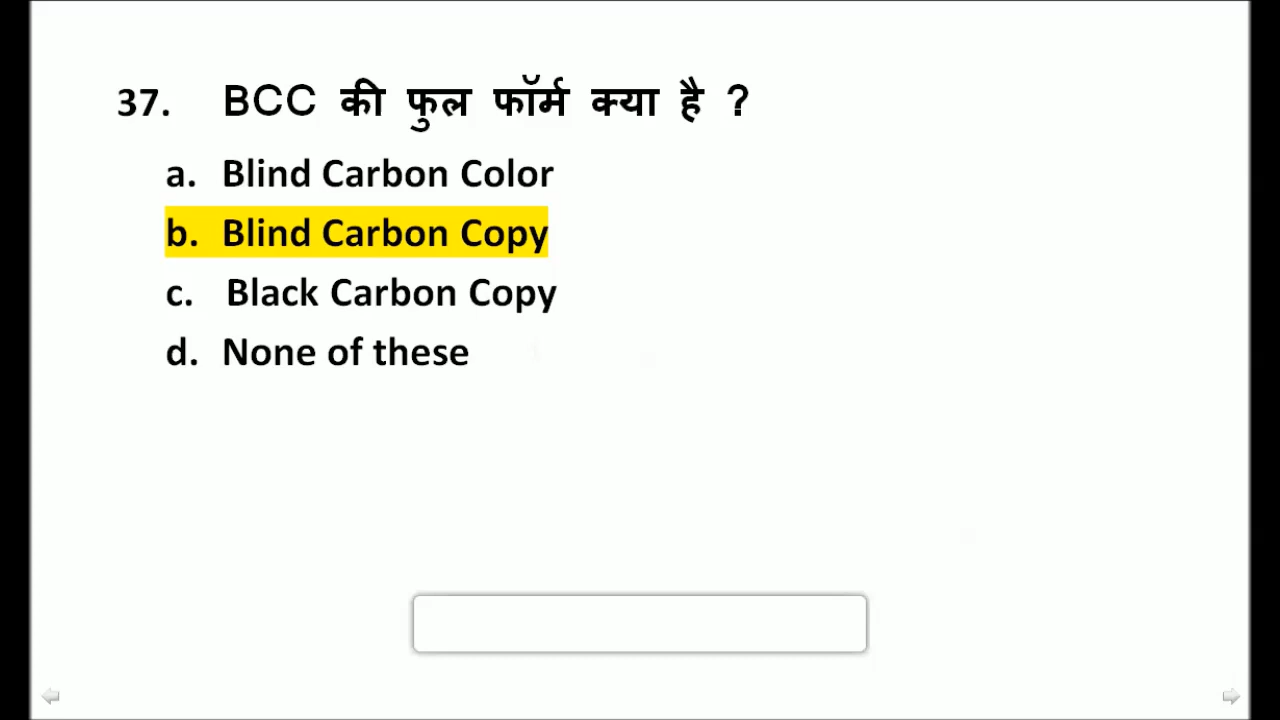 37. BCC की फुल फॉर्म क्या है ?
a. Blind Carbon Color
b. Blind Carbon Copy
c. Black Carbon Copy
d. None of these